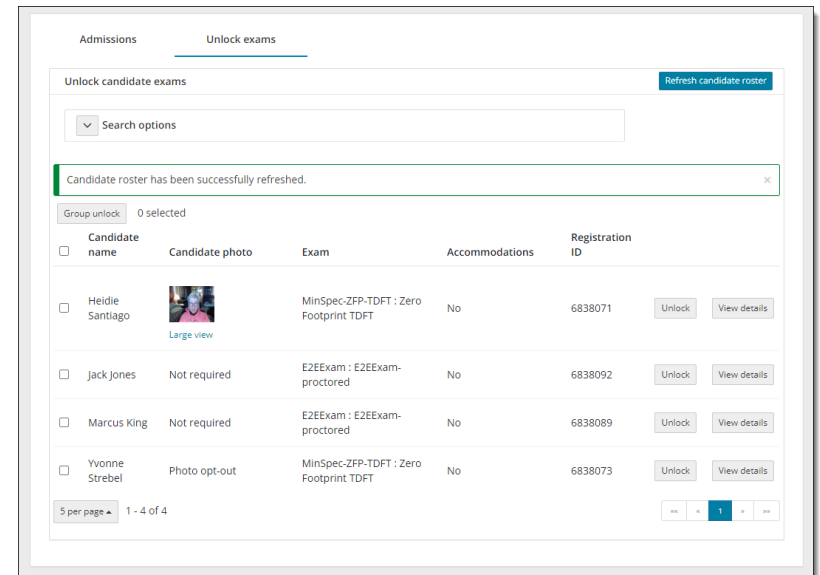 Admissions Unlock exams
Unlock candidate exams Refresh candidate roster
Search options
Candidate roster has been successfully refreshed. ×
Group unlock 0 selected
Candidate name Candidate photo Exam Accommodations Registration ID
Heidie Santiago Large view MinSpec-ZFP-TDFT : Zero Footprint TDFT No 6838071 Unlock View details
Jack Jones Not required E2EExam : E2EExam-proctored No 6838092 Unlock View details
Marcus King Not required E2EExam : E2EExam-proctored No 6838089 Unlock View details
Yvonne Strebel Photo opt-out MinSpec-ZFP-TDFT : Zero Footprint TDFT No 6838073 Unlock View details
5 per page 1 - 4 of 4 «« « 1 » »»